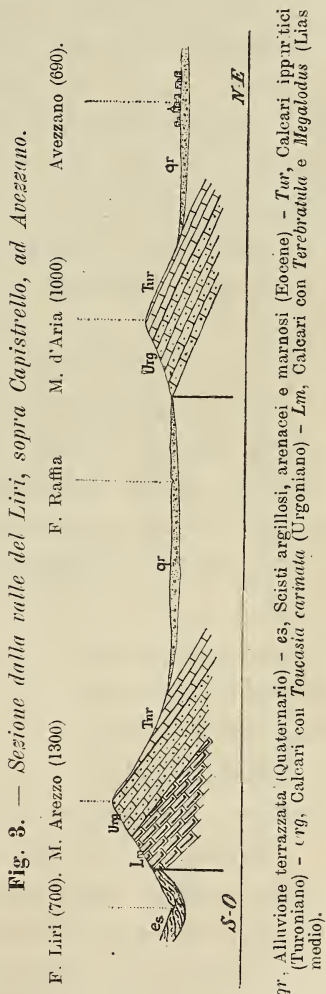 Fig. 3. — Sezione dalla valle del Liri, sopra Capistrello, ad Avezzano.
F. Liri (700). M. Arezzo (1300) F. Raffia M. d'Aria (1000) Avezzano (690).
es Lm Urg Tur qr Urg Tur qr
S-O N E
qr, Alluvione terrazzata (Quaternario) – es, Scisti argillosi, arenacei e marnosi (Eocene) – Tur, Calcari ippuritici
(Turoniano) – Urg, Calcari con Toucasia carinata (Urgoniano) – Lm, Calcari con Terebratula e Megalodus (Lias
medio).